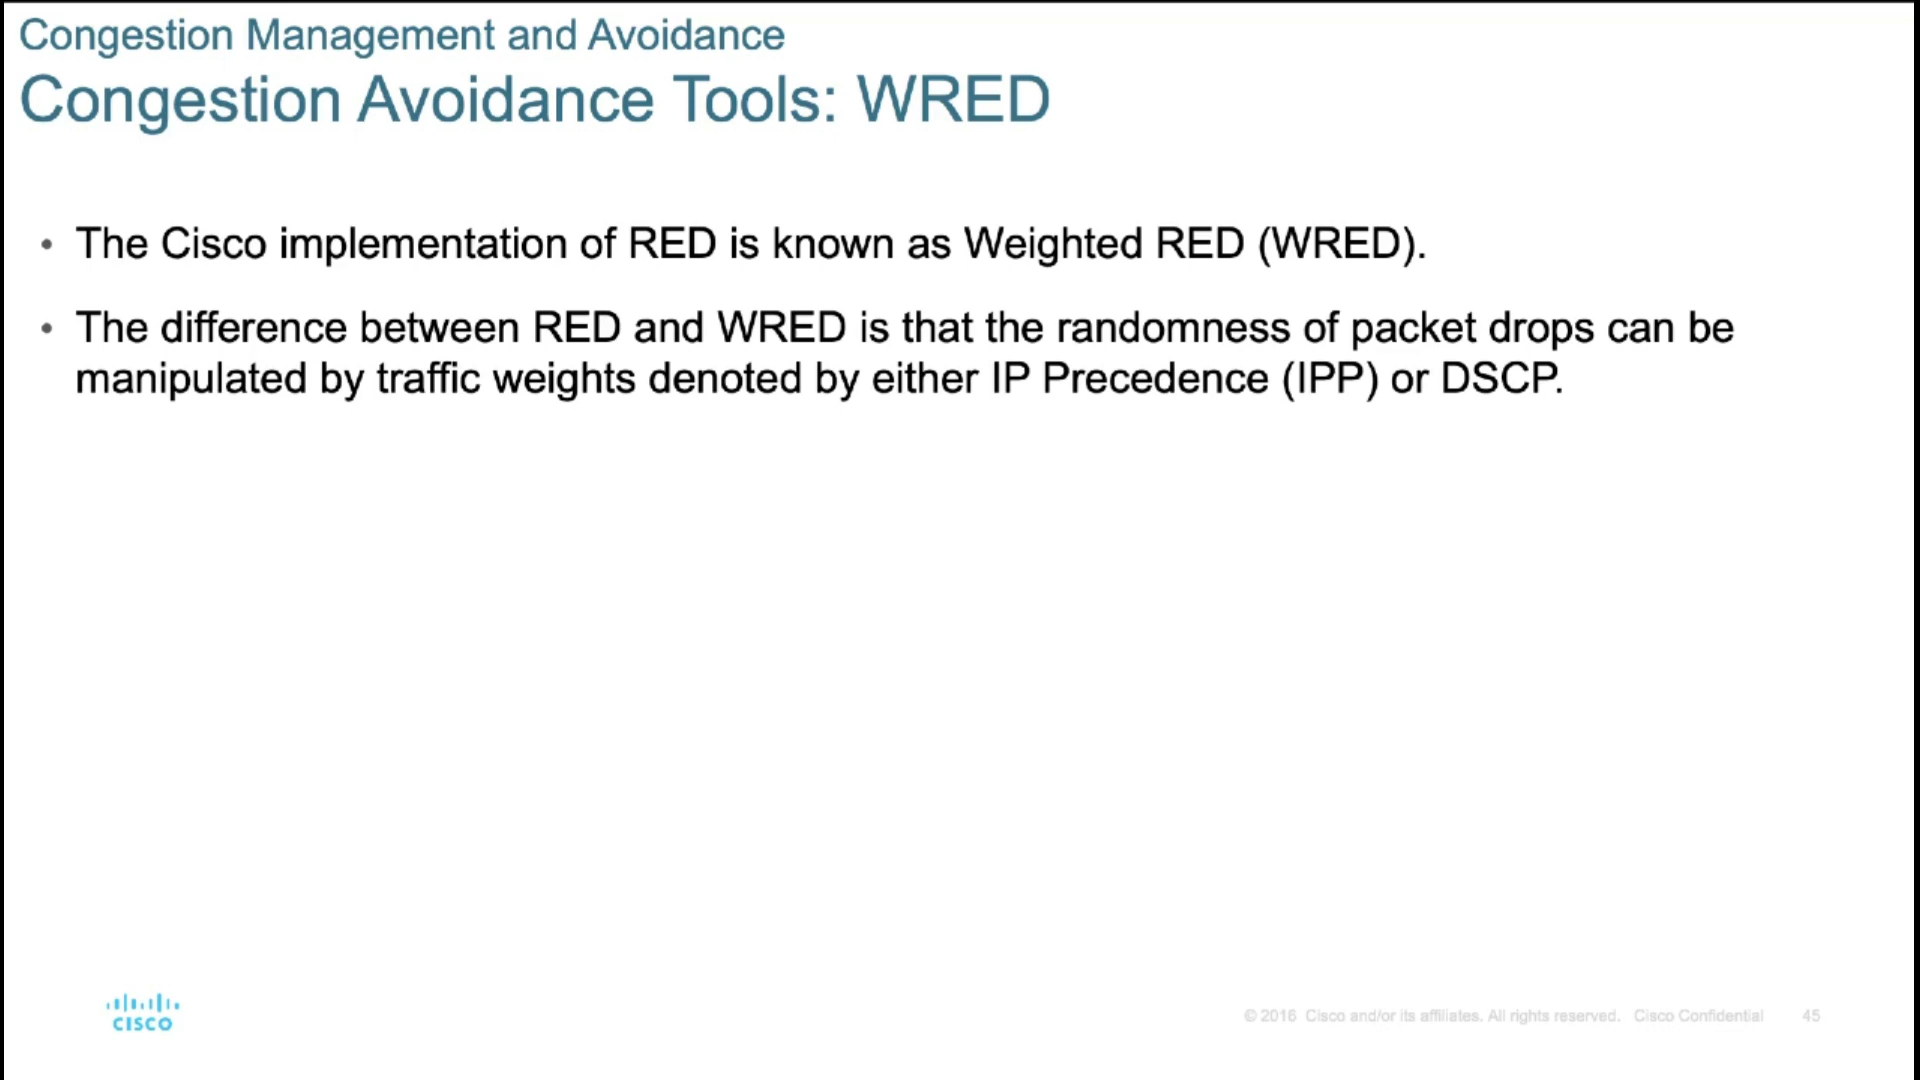 Congestion Management and Avoidance
Congestion Avoidance Tools: WRED
• The Cisco implementation of RED is known as Weighted RED (WRED).
• The difference between RED and WRED is that the randomness of packet drops can be
manipulated by traffic weights denoted by either IP Precedence (IPP) or DSCP.
CISCO
© 2016 Cisco and/or its affiliates. All rights reserved. Cisco Confidential 45